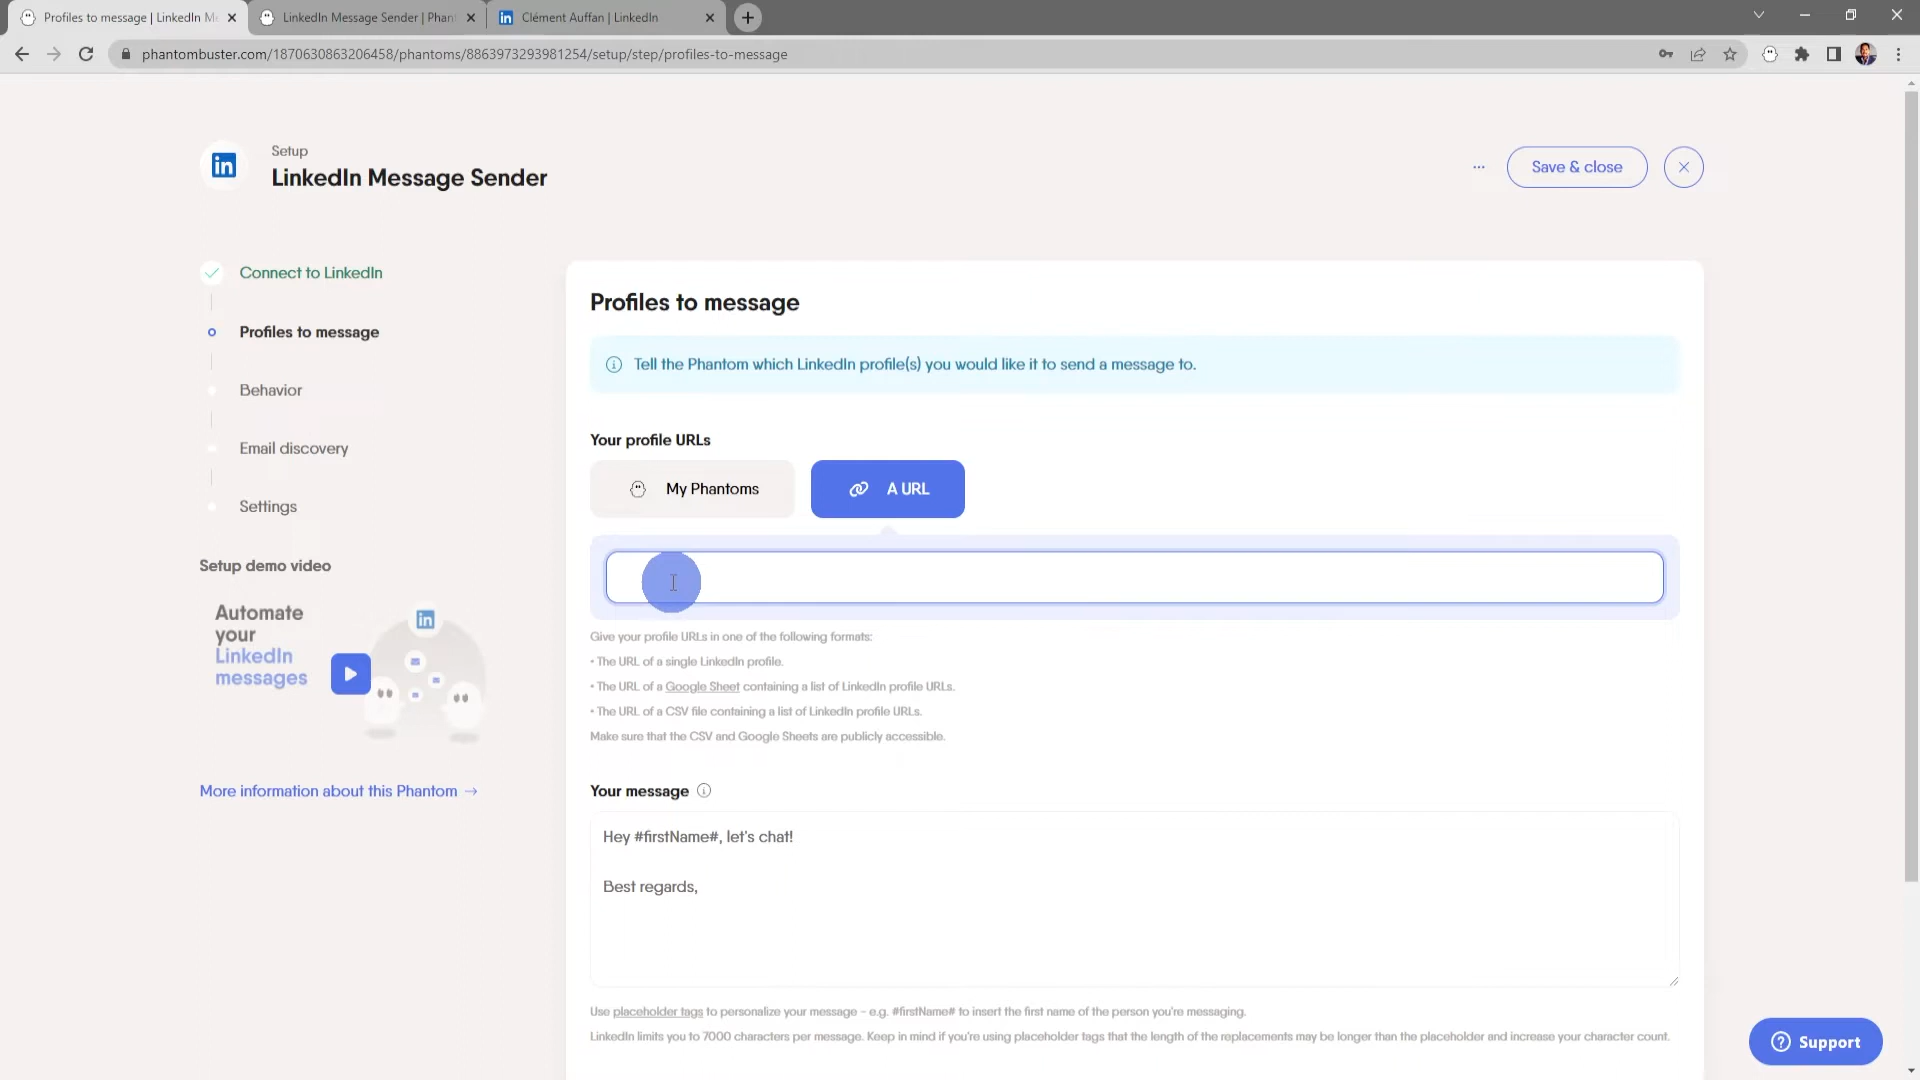 Profiles to message | LinkedIn Me
LinkedIn Message Sender | Phant
Clément Auffan | LinkedIn
phantombuster.com/1870630863206458/phantoms/8863973293981254/setup/step/profiles-to-message
Setup
LinkedIn Message Sender
Save & close
Connect to LinkedIn
Profiles to message
Behavior
Email discovery
Settings
Setup demo video
Automate
your
LinkedIn
messages
More information about this Phantom →
Profiles to message
Tell the Phantom which LinkedIn profile(s) you would like it to send a message to.
Your profile URLs
My Phantoms
A URL
Give your profile URLs in one of the following formats:
• The URL of a single LinkedIn profile.
• The URL of a Google Sheet containing a list of LinkedIn profile URLs.
• The URL of a CSV file containing a list of LinkedIn profile URLs.
Make sure that the CSV and Google Sheets are publicly accessible.
Your message
Hey #firstName#, let's chat!
Best regards,
Use placeholder tags to personalize your message - e.g. #firstName# to insert the first name of the person you're messaging.
LinkedIn limits you to 7000 characters per message. Keep in mind if you're using placeholder tags that the length of the replacements may be longer than the placeholder and increase your character count.
Support